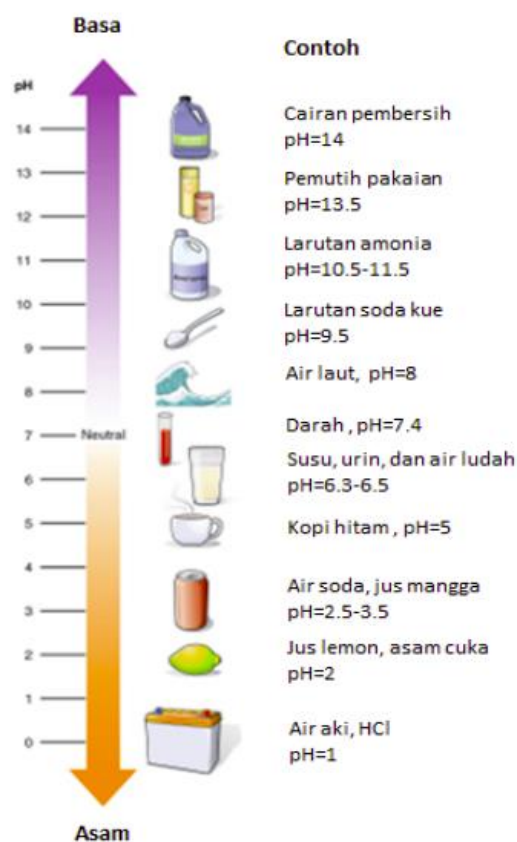 Basa
Contoh
pH
14
13
12
11
10
9
8
7
Neutral
6
5
4
3
2
1
0
Cairan pembersih
pH=14
Pemutih pakaian
pH=13.5
Larutan amonia
pH=10.5-11.5
Larutan soda kue
pH=9.5
Air laut, pH=8
Darah , pH=7.4
Susu, urin, dan air ludah
pH=6.3-6.5
Kopi hitam , pH=5
Air soda, jus mangga
pH=2.5-3.5
Jus lemon, asam cuka
pH=2
Air aki, HCl
pH=1
Asam